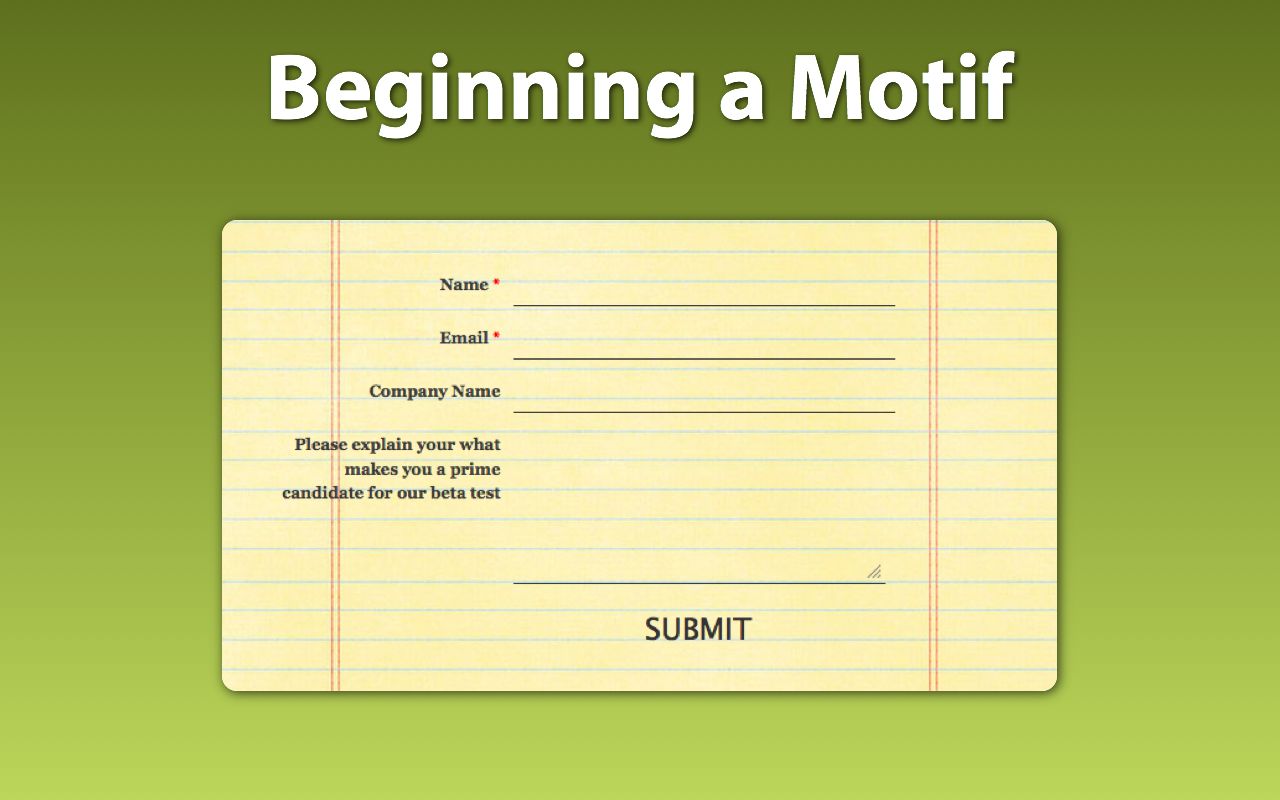 Beginning a Motif
Name *
Email *
Company Name
Please explain your what
makes you a prime
candidate for our beta test
SUBMIT